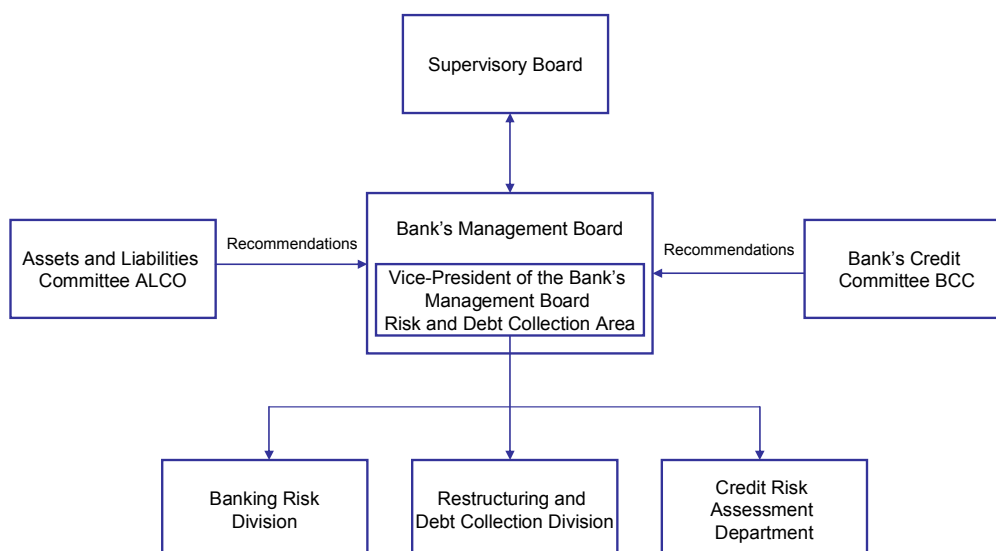 Supervisory Board
Bank's Management Board
Recommendations
Recommendations
Assets and Liabilities
Committee ALCO
Vice-President of the Bank's
Management Board
Risk and Debt Collection Area
Bank's Credit
Committee BCC
Banking Risk
Division
Restructuring and
Debt Collection Division
Credit Risk
Assessment
Department